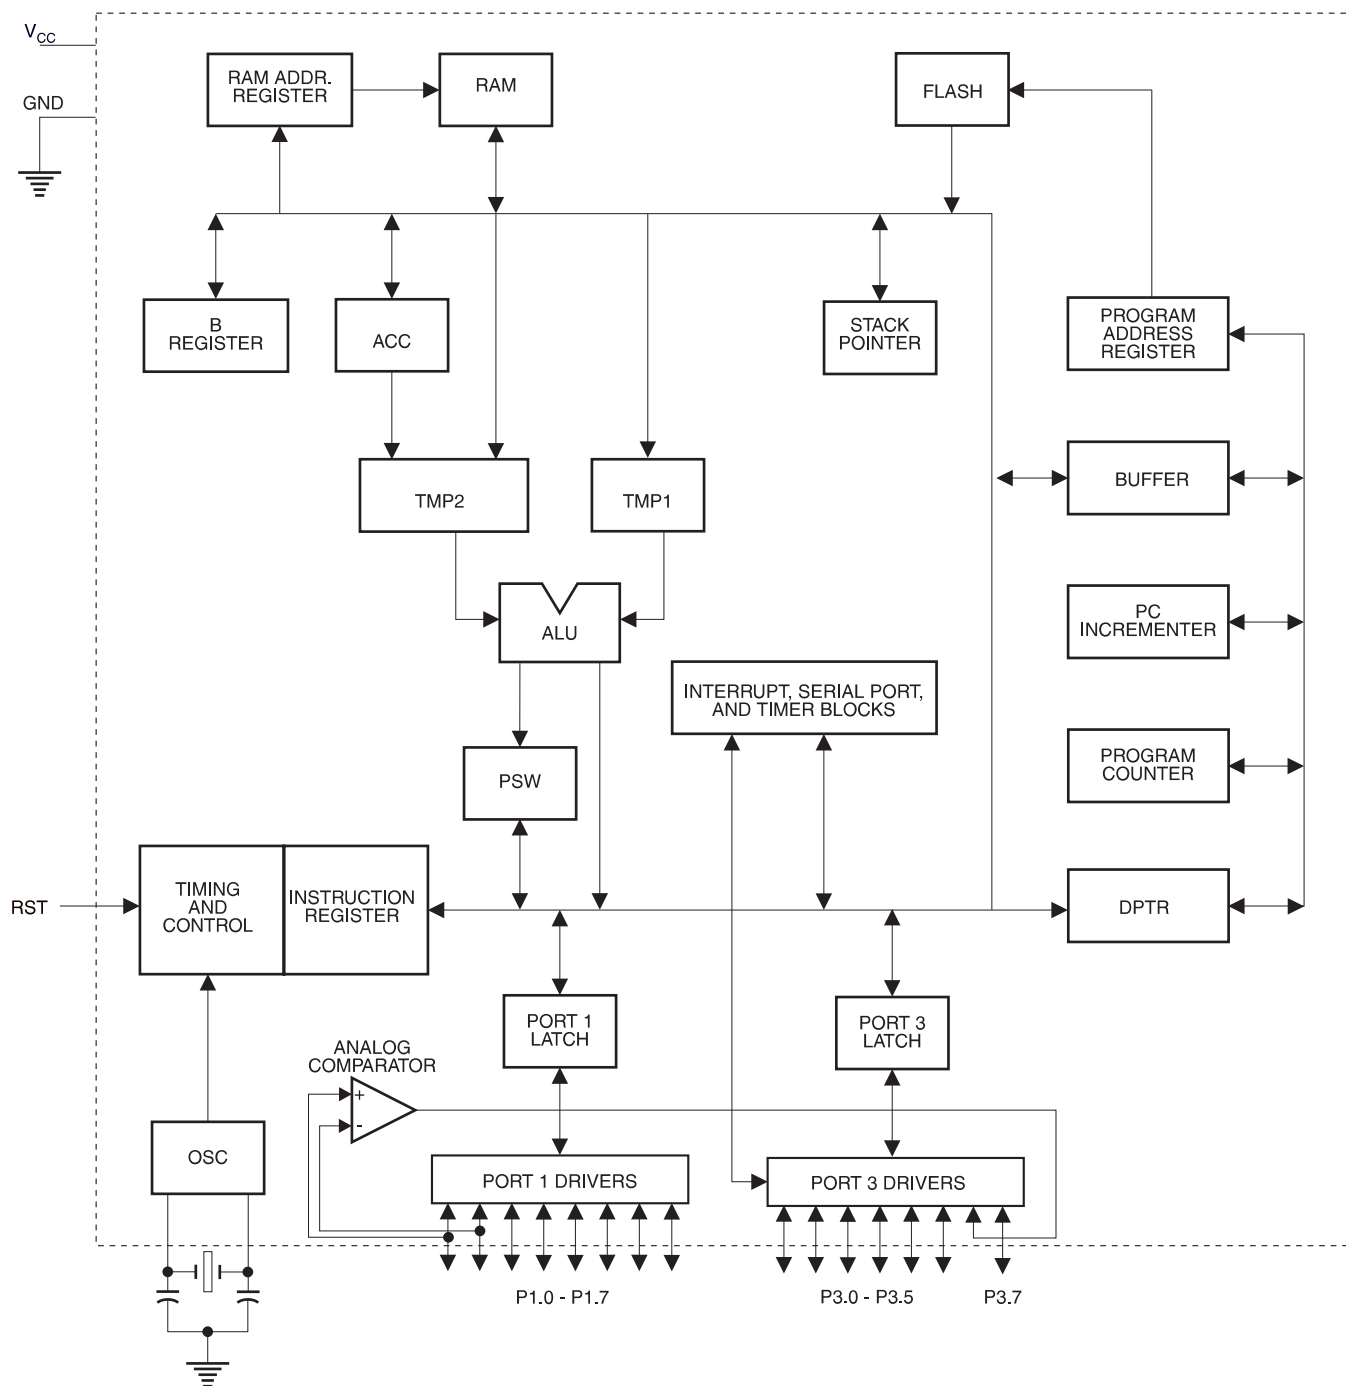 VCC
GND
RAM ADDR.
REGISTER
RAM
FLASH
B
REGISTER
ACC
STACK
POINTER
PROGRAM
ADDRESS
REGISTER
TMP2
TMP1
BUFFER
ALU
PC
INCREMENTER
INTERRUPT, SERIAL PORT,
AND TIMER BLOCKS
PSW
PROGRAM
COUNTER
RST
TIMING
AND
CONTROL
INSTRUCTION
REGISTER
DPTR
PORT 1
LATCH
PORT 3
LATCH
ANALOG
COMPARATOR
+
-
OSC
PORT 1 DRIVERS
PORT 3 DRIVERS
P1.0 - P1.7
P3.0 - P3.5
P3.7